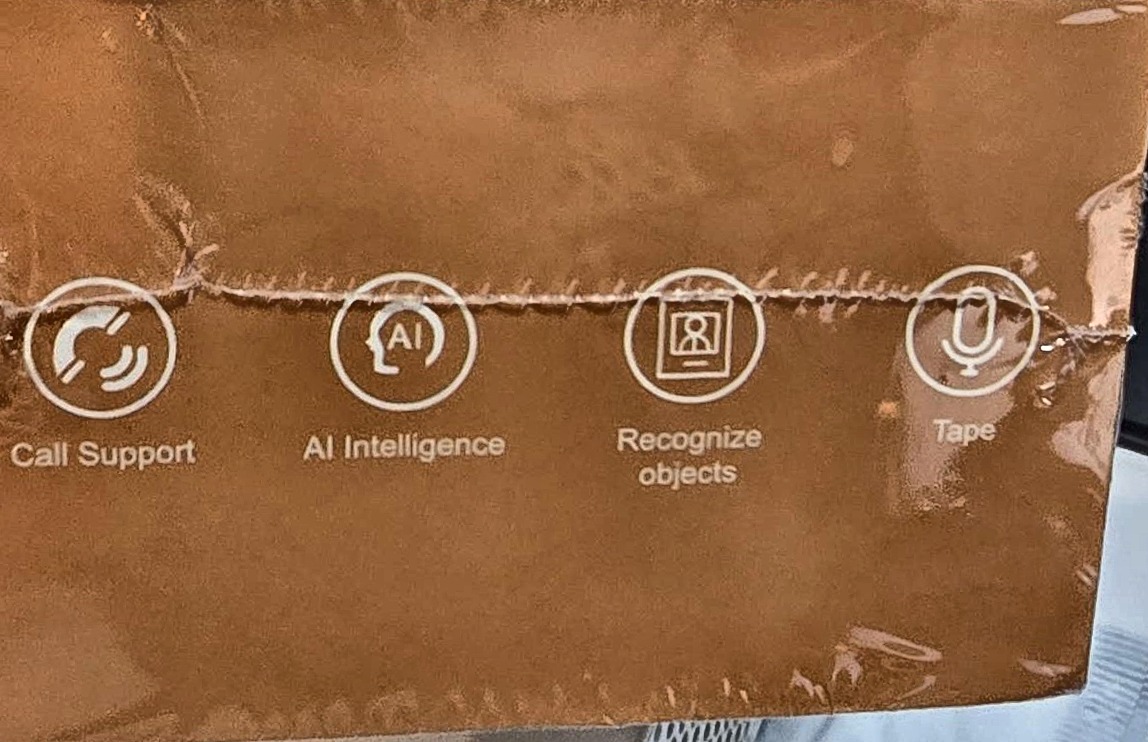 AI
Call Support
AI Intelligence
Recognize
objects
Tape